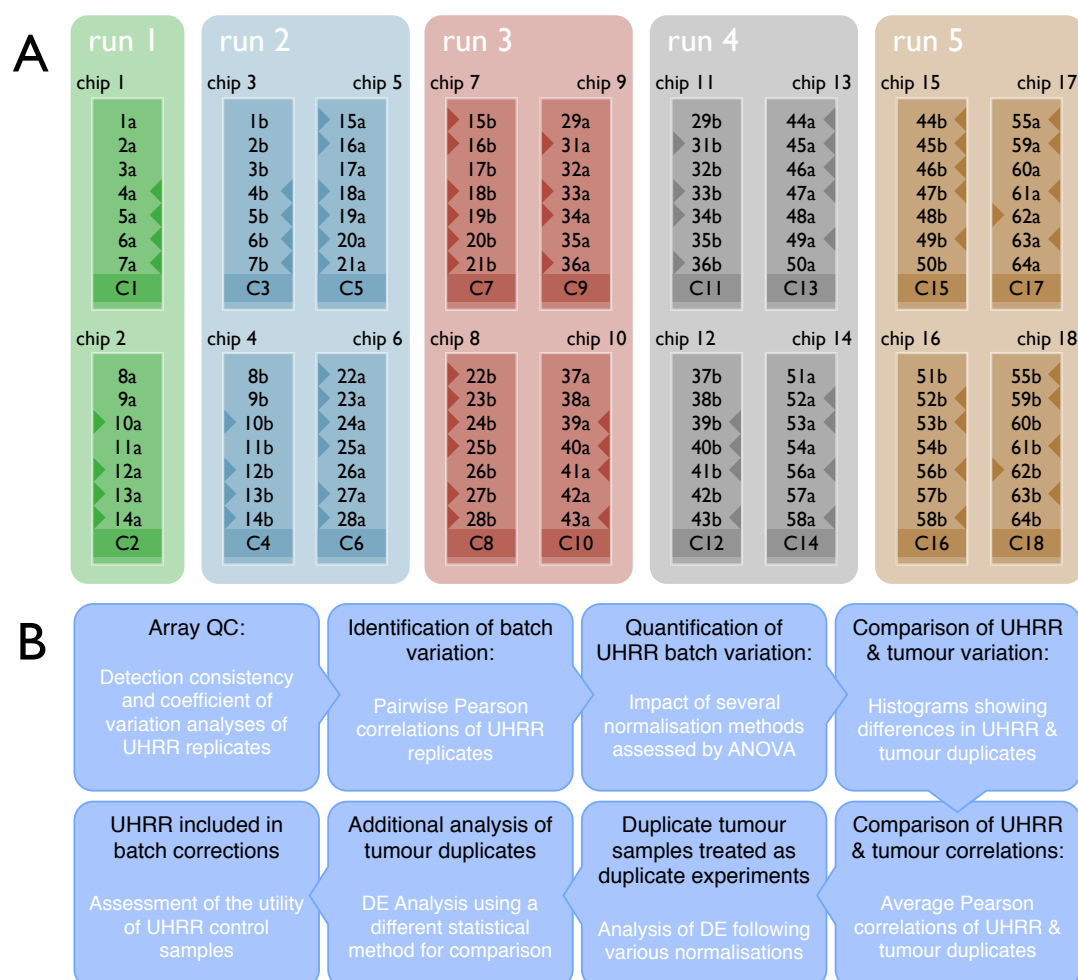 A
run 1
run 2
run 3
run 4
run 5
chip 1
1a
2a
3a
4a
5a
6a
7a
C1
chip 2
8a
9a
10a
11a
12a
13a
14a
C2
chip 3
1b
2b
3b
4b
5b
6b
7b
C3
chip 5
15a
16a
17a
18a
19a
20a
21a
C5
chip 4
8b
9b
10b
11b
12b
13b
14b
C4
chip 6
22a
23a
24a
25a
26a
27a
28a
C6
chip 7
15b
16b
17b
18b
19b
20b
21b
C7
chip 9
29a
31a
32a
33a
34a
35a
36a
C9
chip 8
22b
23b
24b
25b
26b
27b
28b
C8
chip 10
37a
38a
39a
40a
41a
42a
43a
C10
chip 11
29b
31b
32b
33b
34b
35b
36b
C11
chip 13
44a
45a
46a
47a
48a
49a
50a
C13
chip 12
37b
38b
39b
40b
41b
42b
43b
C12
chip 14
51a
52a
53a
54a
56a
57a
58a
C14
chip 15
44b
45b
46b
47b
48b
49b
50b
C15
chip 17
55a
59a
60a
61a
62a
63a
64a
C17
chip 16
51b
52b
53b
54b
56b
57b
58b
C16
chip 18
55b
59b
60b
61b
62b
63b
64b
C18
B
Array QC:
Detection consistency
and coefficient of
variation analyses of
UHRR replicates
Identification of batch
variation:
Pairwise Pearson
correlations of UHRR
replicates
Quantification of
UHRR batch variation:
Impact of several
normalisation methods
assessed by ANOVA
Comparison of UHRR
& tumour variation:
Histograms showing
differences in UHRR &
tumour duplicates
UHRR included in
batch corrections
Assessment of the utility
of UHRR control
samples
Additional analysis of
tumour duplicates
DE Analysis using a
different statistical
method for comparison
Duplicate tumour
samples treated as
duplicate experiments
Analysis of DE following
various normalisations
Comparison of UHRR
& tumour correlations:
Average Pearson
correlations of UHRR &
tumour duplicates